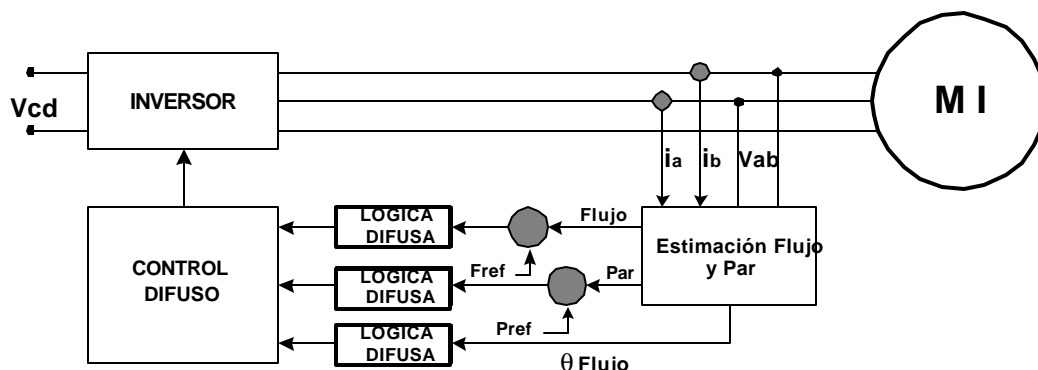 Vcd
INVERSOR
M I
ia
ib
Vab
LOGICA
DIFUSA
Flujo
Estimación Flujo
y Par
CONTROL
DIFUSO
Fref
LOGICA
DIFUSA
Par
Pref
LOGICA
DIFUSA
θ Flujo